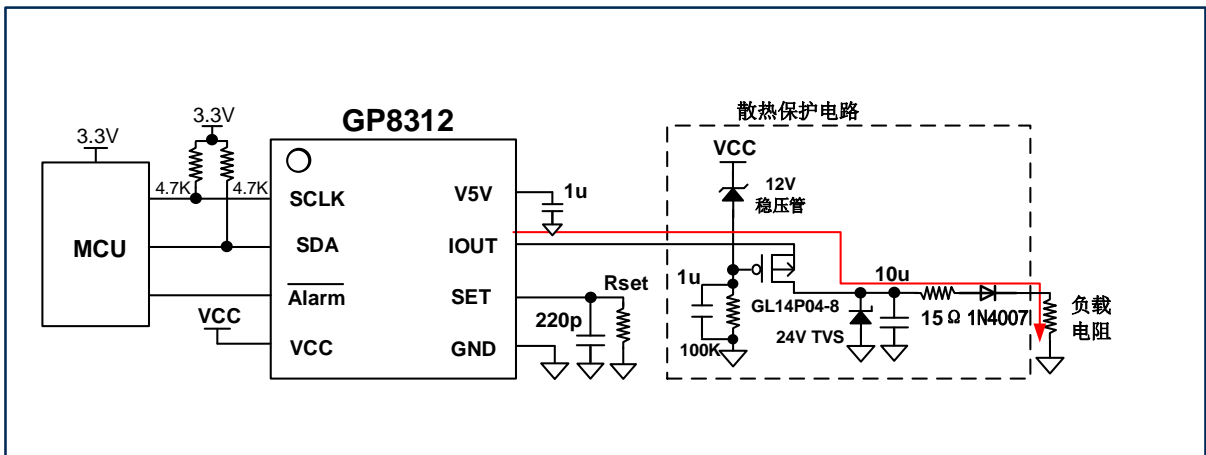 散热保护电路
GP8312
3.3V
3.3V
VCC
4.7K
4.7K
SCLK
V5V
1u
12V
稳压管
MCU
SDA
IOUT
1u
10u
Alarm
SET
Rset
GL14P04-8
15Ω
1N4007
负载
电阻
VCC
220p
24V TVS
VCC
GND
100K